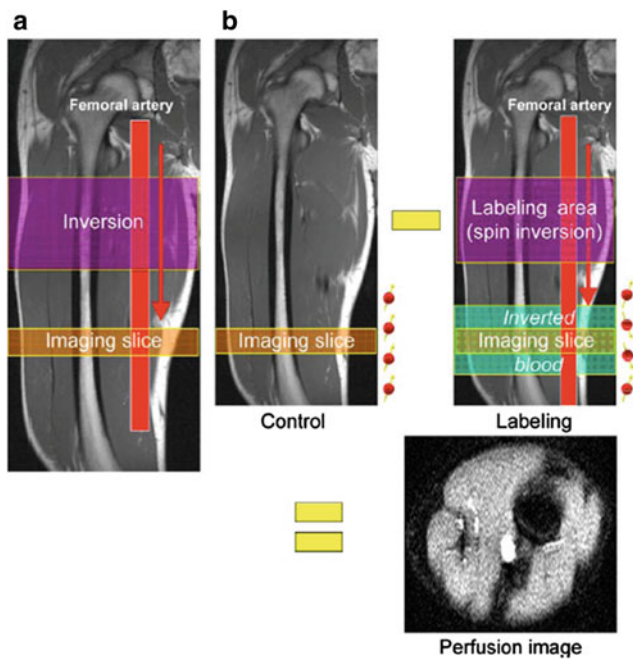 a
Femoral artery
Inversion
Imaging slice
b
Imaging slice
Control
Femoral artery
Labeling area
(spin inversion)
Inverted
Imaging slice
blood
Labeling
Perfusion image